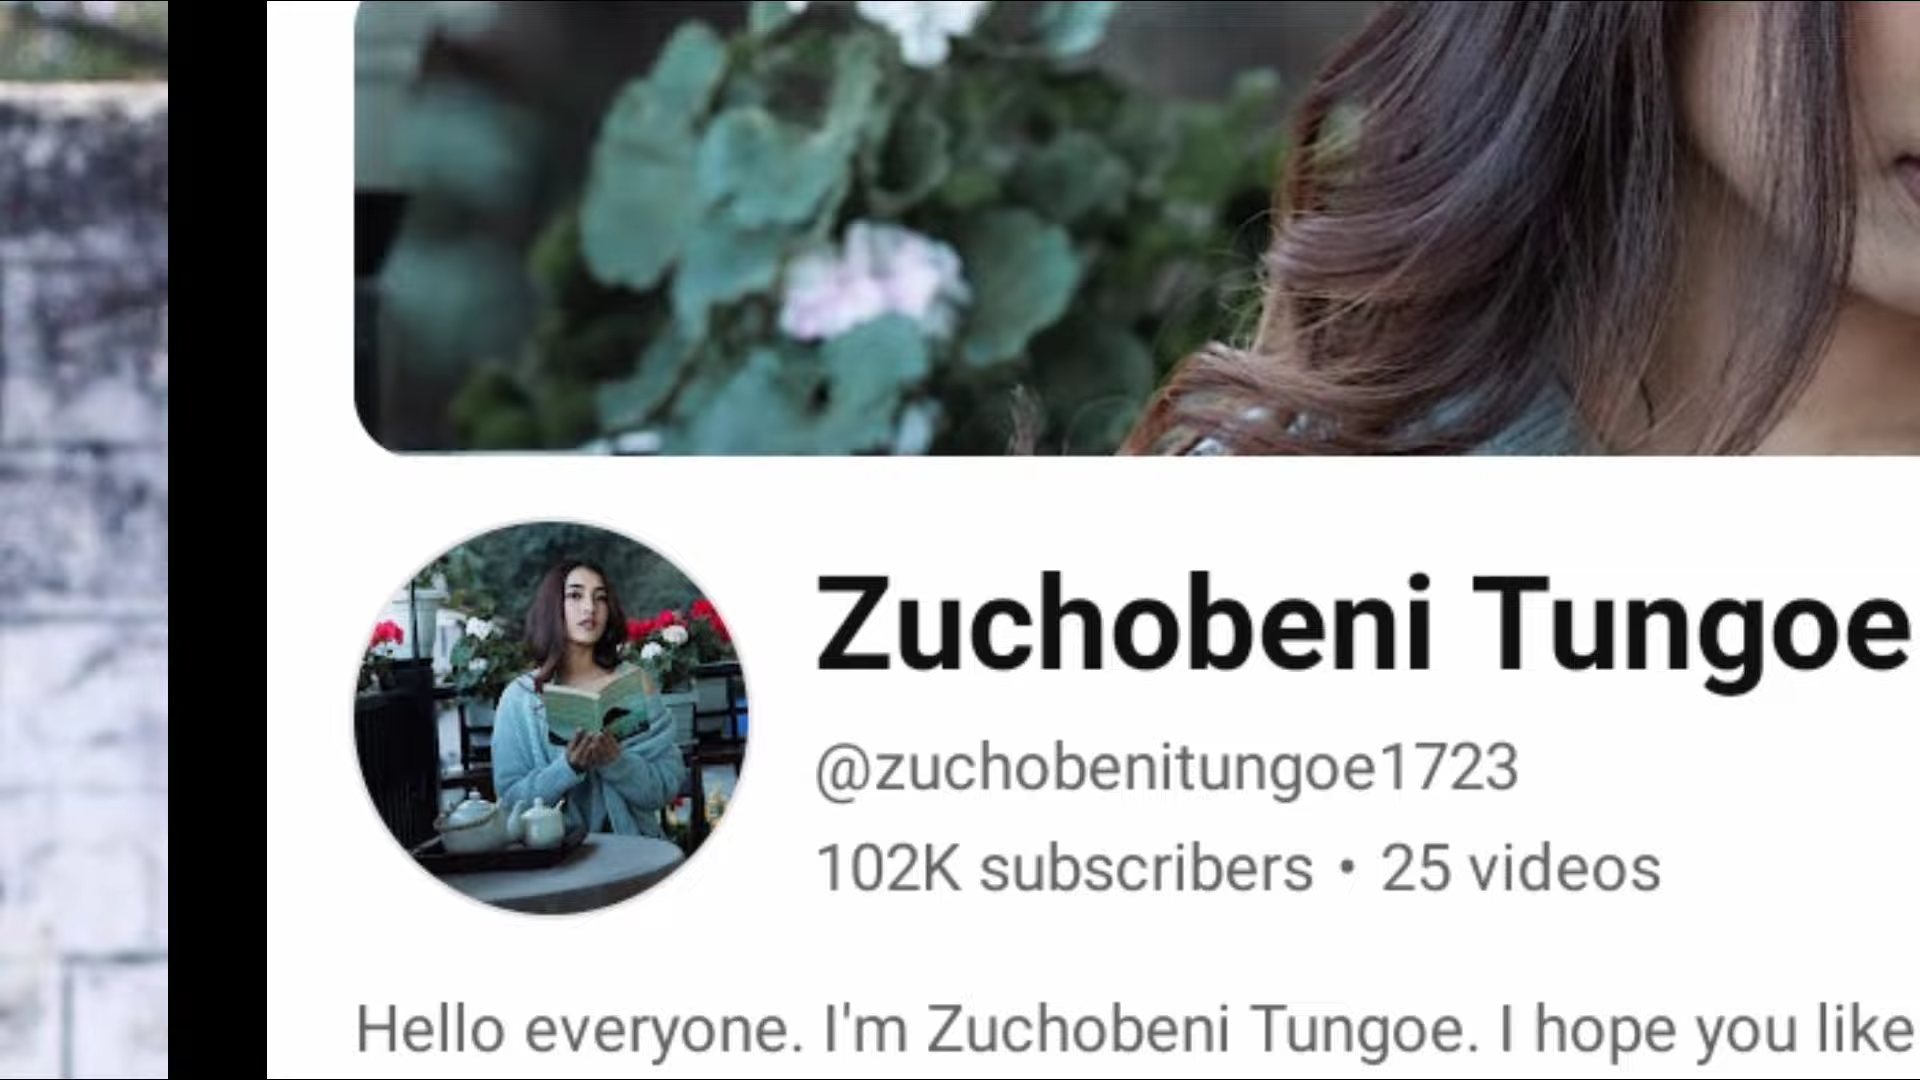 Zuchobeni Tungoe
@zuchobenitungoe1723
102K subscribers • 25 videos
Hello everyone. I'm Zuchobeni Tungoe. I hope you like